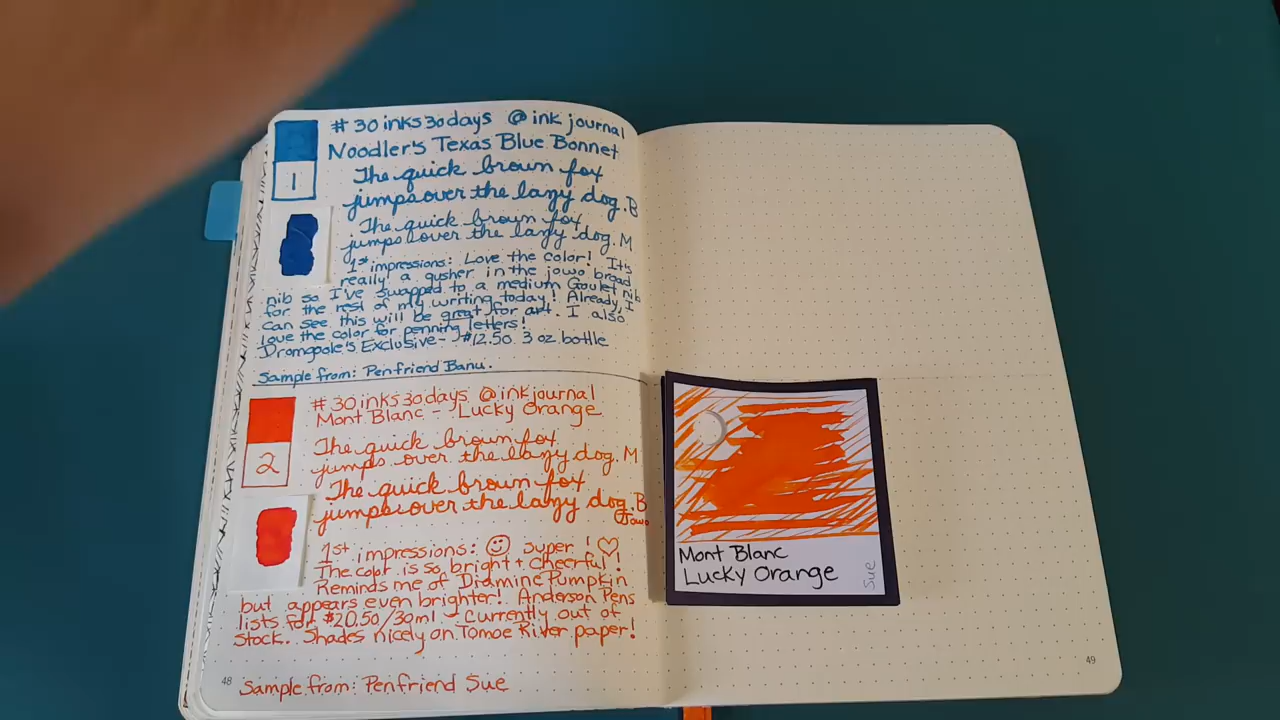 # 30inks30days @inkjournal
Noodler's Texas Blue Bonnet
1
The quick brown fox
jumps over the lazy dog. B
The quick brown fox
jumps over the lazy dog. M
1st impressions: Love the color! It's
really a gusher in the jowo broad
nib so I've swapped to a medium Goulet nib
for the rest of my writing today! Already, I
can see this will be great for art. I also
love the color for penning letters!
Dromgoole's Exclusive - $12.50 3 oz bottle
Sample from: Penfriend Banu.
# 30inks30days @inkjournal
Mont Blanc - Lucky Orange
2
The quick brown fox
jumps over the lazy dog. M
The quick brown fox
jumps over the lazy dog. B
Jowo
1st impressions: ☺ super! ♡
The color is so bright + cheerful!
Reminds me of Diamine Pumpkin
but appears even brighter! Anderson Pens
lists for $20.50/30ml - currently out of
stock. Shades nicely on Tomoe River paper!
48
Sample from: Penfriend Sue
Mont Blanc
Lucky Orange
Sue
49